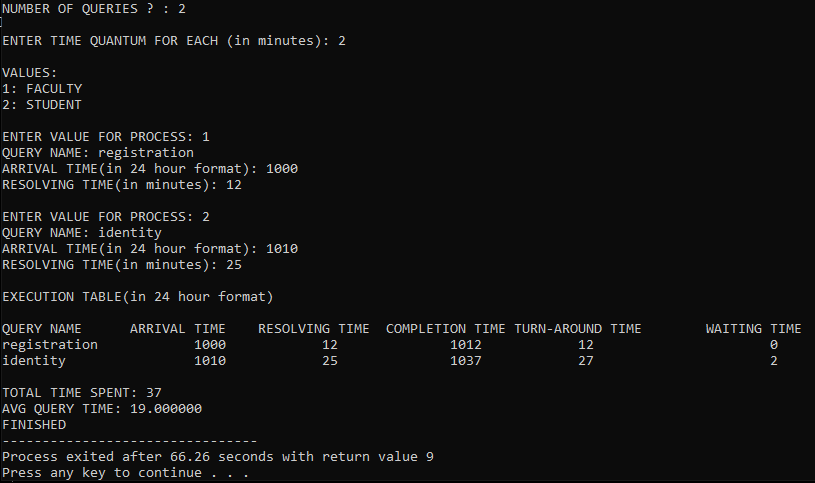 NUMBER OF QUERIES ? : 2
ENTER TIME QUANTUM FOR EACH (in minutes): 2
VALUES:
1: FACULTY
2: STUDENT
ENTER VALUE FOR PROCESS: 1
QUERY NAME: registration
ARRIVAL TIME(in 24 hour format): 1000
RESOLVING TIME(in minutes): 12
ENTER VALUE FOR PROCESS: 2
QUERY NAME: identity
ARRIVAL TIME(in 24 hour format): 1010
RESOLVING TIME(in minutes): 25
EXECUTION TABLE(in 24 hour format)
QUERY NAME ARRIVAL TIME RESOLVING TIME COMPLETION TIME TURN-AROUND TIME WAITING TIME
registration 1000 12 1012 12 0
identity 1010 25 1037 27 2
TOTAL TIME SPENT: 37
AVG QUERY TIME: 19.000000
FINISHED
--------------------------------
Process exited after 66.26 seconds with return value 9
Press any key to continue . . .